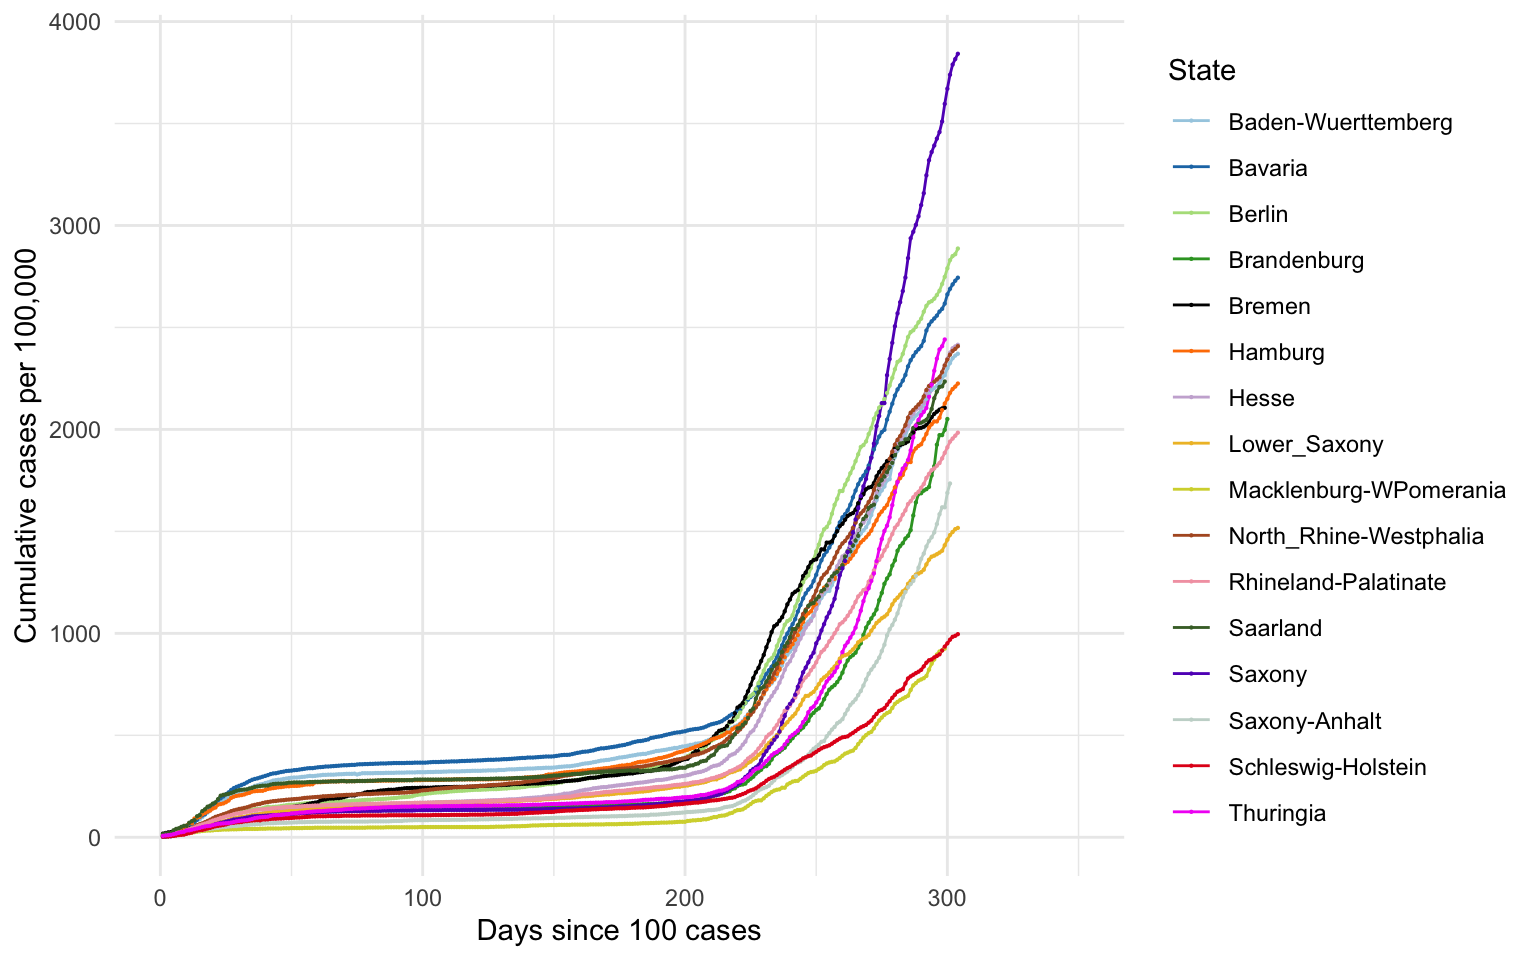 4000
3000
2000
1000
0
Cumulative cases per 100,000
0
100
200
300
Days since 100 cases
State
Baden-Wuerttemberg
Bavaria
Berlin
Brandenburg
Bremen
Hamburg
Hesse
Lower_Saxony
Macklenburg-WPomerania
North_Rhine-Westphalia
Rhineland-Palatinate
Saarland
Saxony
Saxony-Anhalt
Schleswig-Holstein
Thuringia